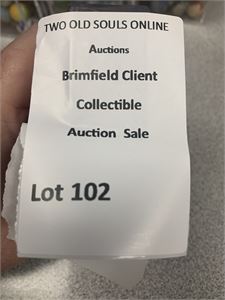 TWO OLD SOULS ONLINE
Auctions
Brimfield Client
Collectible
Auction Sale
Lot 102